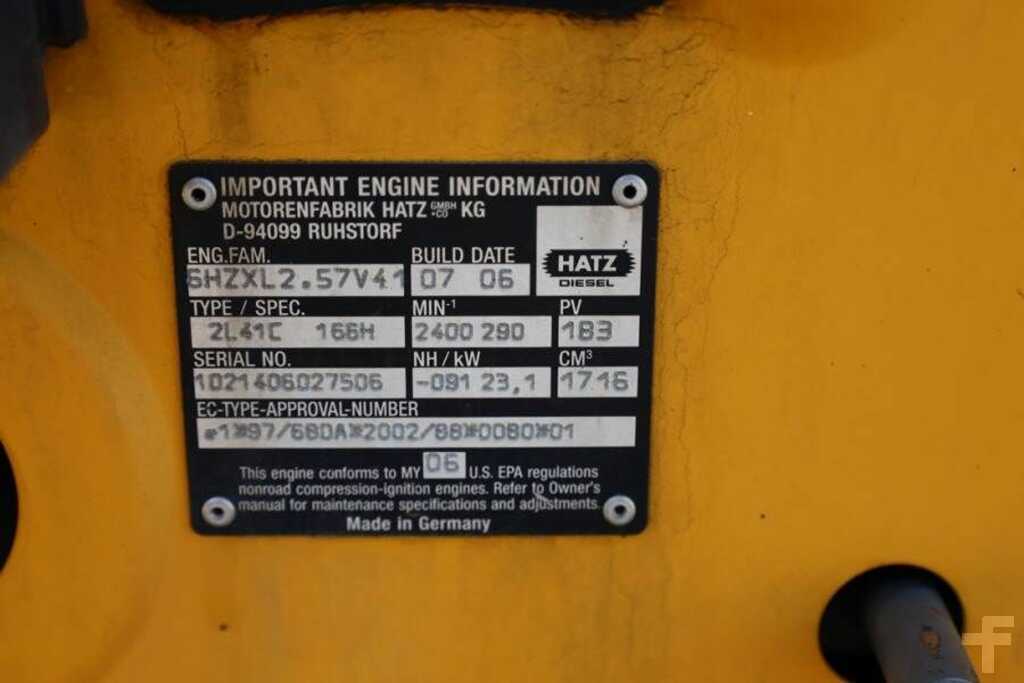 IMPORTANT ENGINE INFORMATION
MOTORENFABRIK HATZ GMBH +CO KG
D-94099 RUHSTORF
ENG.FAM. BUILD DATE
6HZXL2.57V41 07 06
HATZ
DIESEL
TYPE / SPEC. MIN-1 PV
2L41C 166H 2400 290 183
SERIAL NO. NH / kW CM3
1021406027506 -091 23,1 1716
EC-TYPE-APPROVAL-NUMBER
e1*97/68DA*2002/88*0080*01
This engine conforms to MY 06 U.S. EPA regulations
nonroad compression-ignition engines. Refer to Owner's
manual for maintenance specifications and adjustments.
Made in Germany